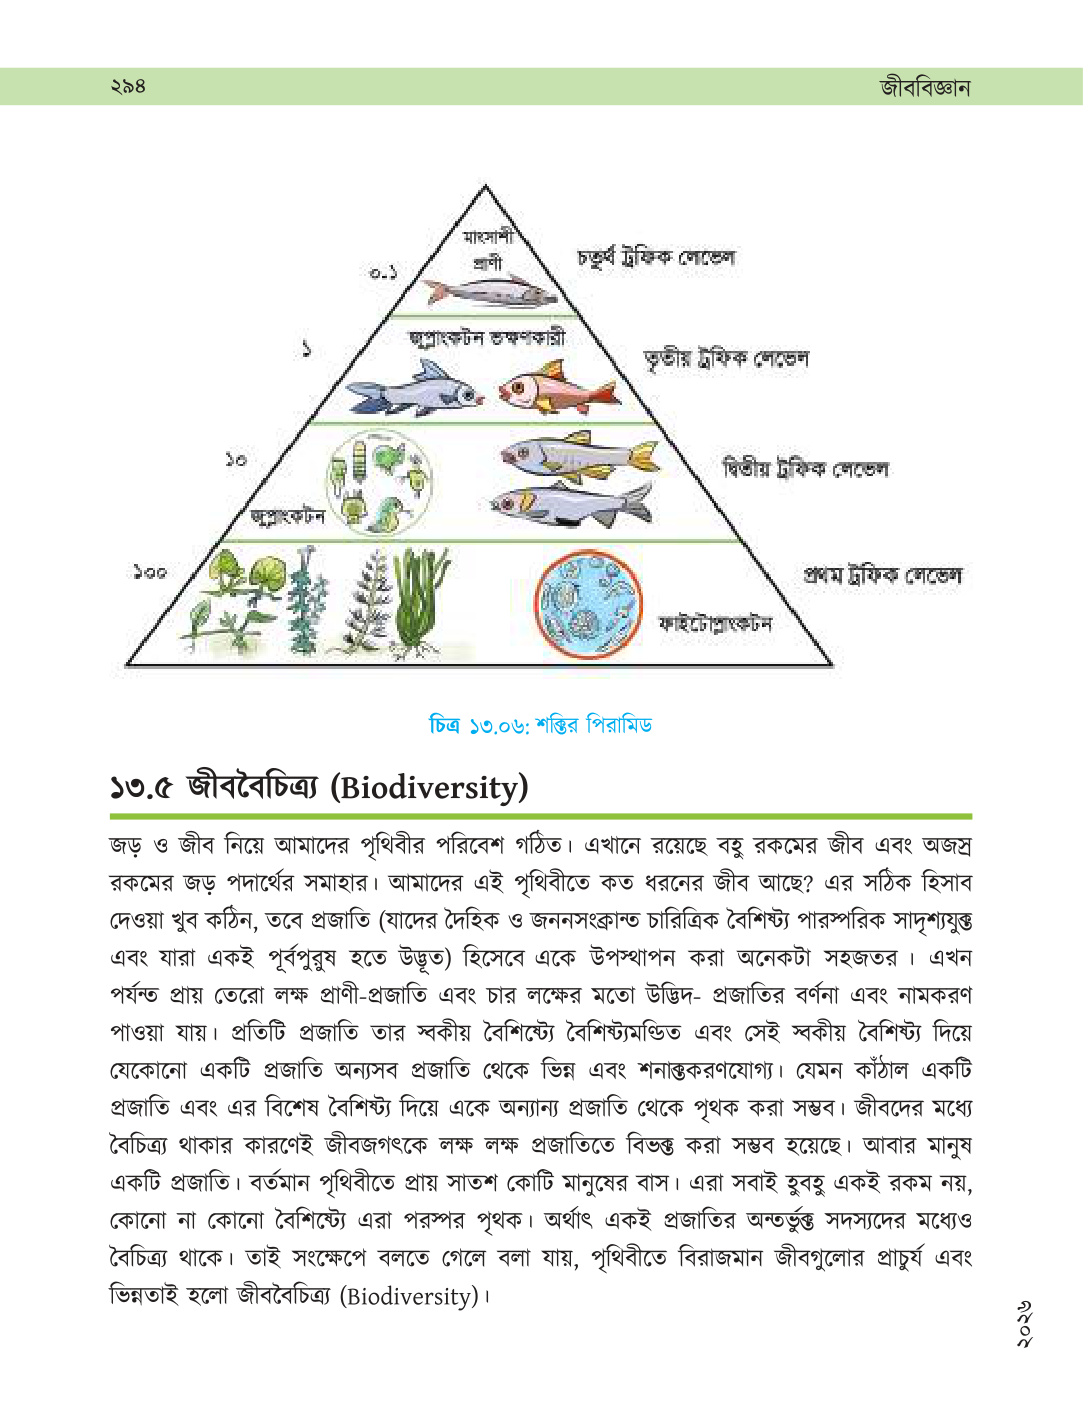 ২৯৪
জীববিজ্ঞান
মাংসাশী
প্রাণী
০.১
চতুর্থ ট্রফিক লেভেল
জুপ্লাংকটন ভক্ষণকারী
১
তৃতীয় ট্রফিক লেভেল
১০
দ্বিতীয় ট্রফিক লেভেল
জুপ্লাংকটন
১০০
প্রথম ট্রফিক লেভেল
ফাইটোপ্লাংকটন
চিত্র ১৩.০৬: শক্তির পিরামিড
১৩.৫ জীববৈচিত্র্য (Biodiversity)
জড় ও জীব নিয়ে আমাদের পৃথিবীর পরিবেশ গঠিত। এখানে রয়েছে বহু রকমের জীব এবং অজস্র
রকমের জড় পদার্থের সমাহার। আমাদের এই পৃথিবীতে কত ধরনের জীব আছে? এর সঠিক হিসাব
দেওয়া খুব কঠিন, তবে প্রজাতি (যাদের দৈহিক ও জননসংক্রান্ত চারিত্রিক বৈশিষ্ট্য পারস্পরিক সাদৃশ্যযুক্ত
এবং যারা একই পূর্বপুরুষ হতে উদ্ভূত) হিসেবে একে উপস্থাপন করা অনেকটা সহজতর । এখন
পর্যন্ত প্রায় তেরো লক্ষ প্রাণী-প্রজাতি এবং চার লক্ষের মতো উদ্ভিদ- প্রজাতির বর্ণনা এবং নামকরণ
পাওয়া যায়। প্রতিটি প্রজাতি তার স্বকীয় বৈশিষ্ট্যে বৈশিষ্ট্যমণ্ডিত এবং সেই স্বকীয় বৈশিষ্ট্য দিয়ে
যেকোনো একটি প্রজাতি অন্যসব প্রজাতি থেকে ভিন্ন এবং শনাক্তকরণযোগ্য। যেমন কাঁঠাল একটি
প্রজাতি এবং এর বিশেষ বৈশিষ্ট্য দিয়ে একে অন্যান্য প্রজাতি থেকে পৃথক করা সম্ভব। জীবদের মধ্যে
বৈচিত্র্য থাকার কারণেই জীবজগৎকে লক্ষ লক্ষ প্রজাতিতে বিভক্ত করা সম্ভব হয়েছে। আবার মানুষ
একটি প্রজাতি। বর্তমান পৃথিবীতে প্রায় সাতশ কোটি মানুষের বাস। এরা সবাই হুবহু একই রকম নয়,
কোনো না কোনো বৈশিষ্ট্যে এরা পরস্পর পৃথক। অর্থাৎ একই প্রজাতির অন্তর্ভুক্ত সদস্যদের মধ্যেও
বৈচিত্র্য থাকে। তাই সংক্ষেপে বলতে গেলে বলা যায়, পৃথিবীতে বিরাজমান জীবগুলোর প্রাচুর্য এবং
ভিন্নতাই হলো জীববৈচিত্র্য (Biodiversity)।
২০২৬